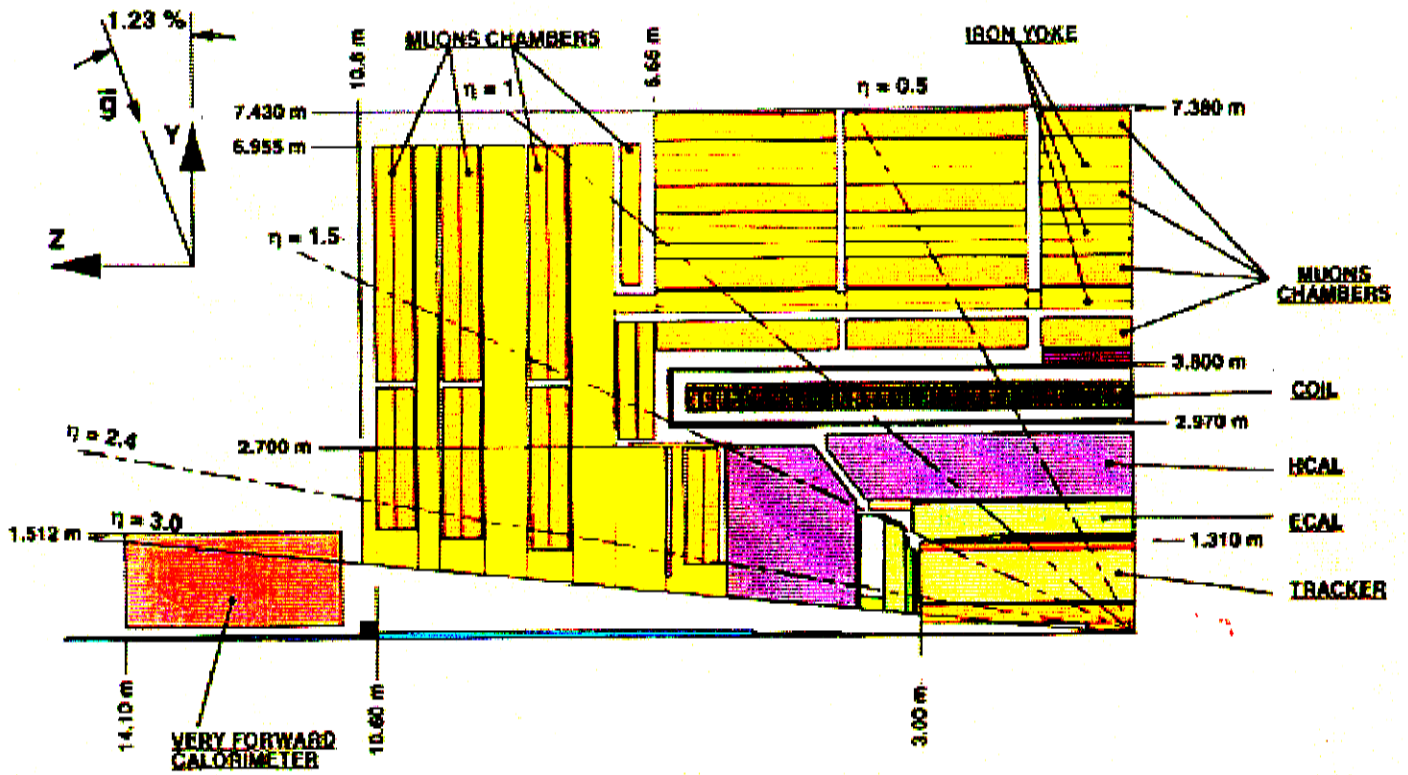 1.23 %
g
Y
Z
10.8 m
MUONS CHAMBERS
6.66 m
IRON YOKE
η = 1
η = 0.5
7.430 m
7.380 m
6.955 m
η = 1.5
MUONS
CHAMBERS
3.800 m
COIL
2.970 m
η = 2.4
2.700 m
HCAL
ECAL
η = 3.0
1.512 m
1.310 m
TRACKER
14.10 m
10.60 m
3.00 m
VERY FORWARD
CALORIMETER